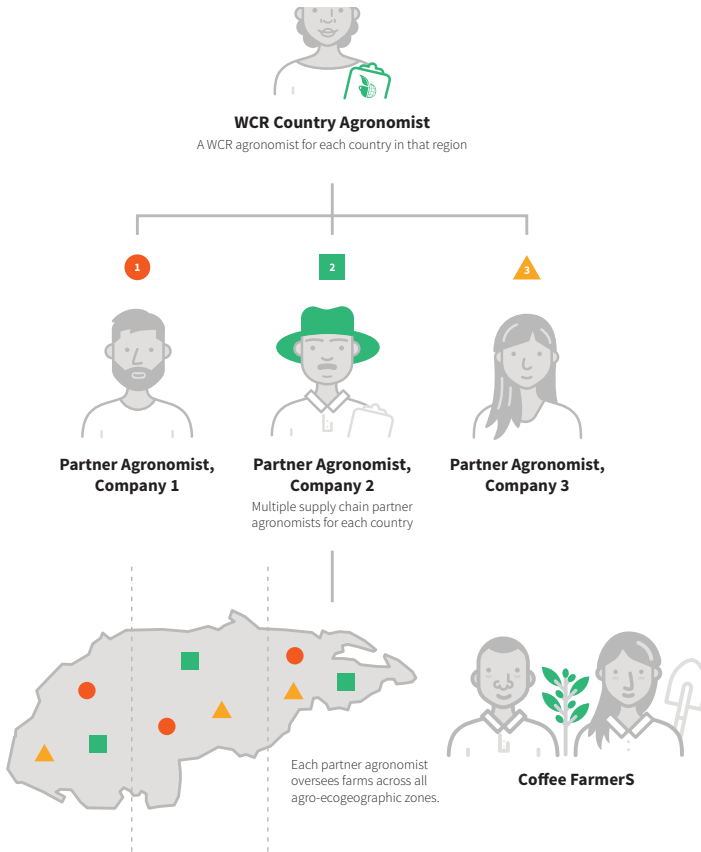 WCR Country Agronomist
A WCR agronomist for each country in that region
1
2
3
Partner Agronomist,
Company 1
Partner Agronomist,
Company 2
Multiple supply chain partner
agronomists for each country
Partner Agronomist,
Company 3
Each partner agronomist
oversees farms across all
agro-ecogeographic zones.
Coffee FarmerS